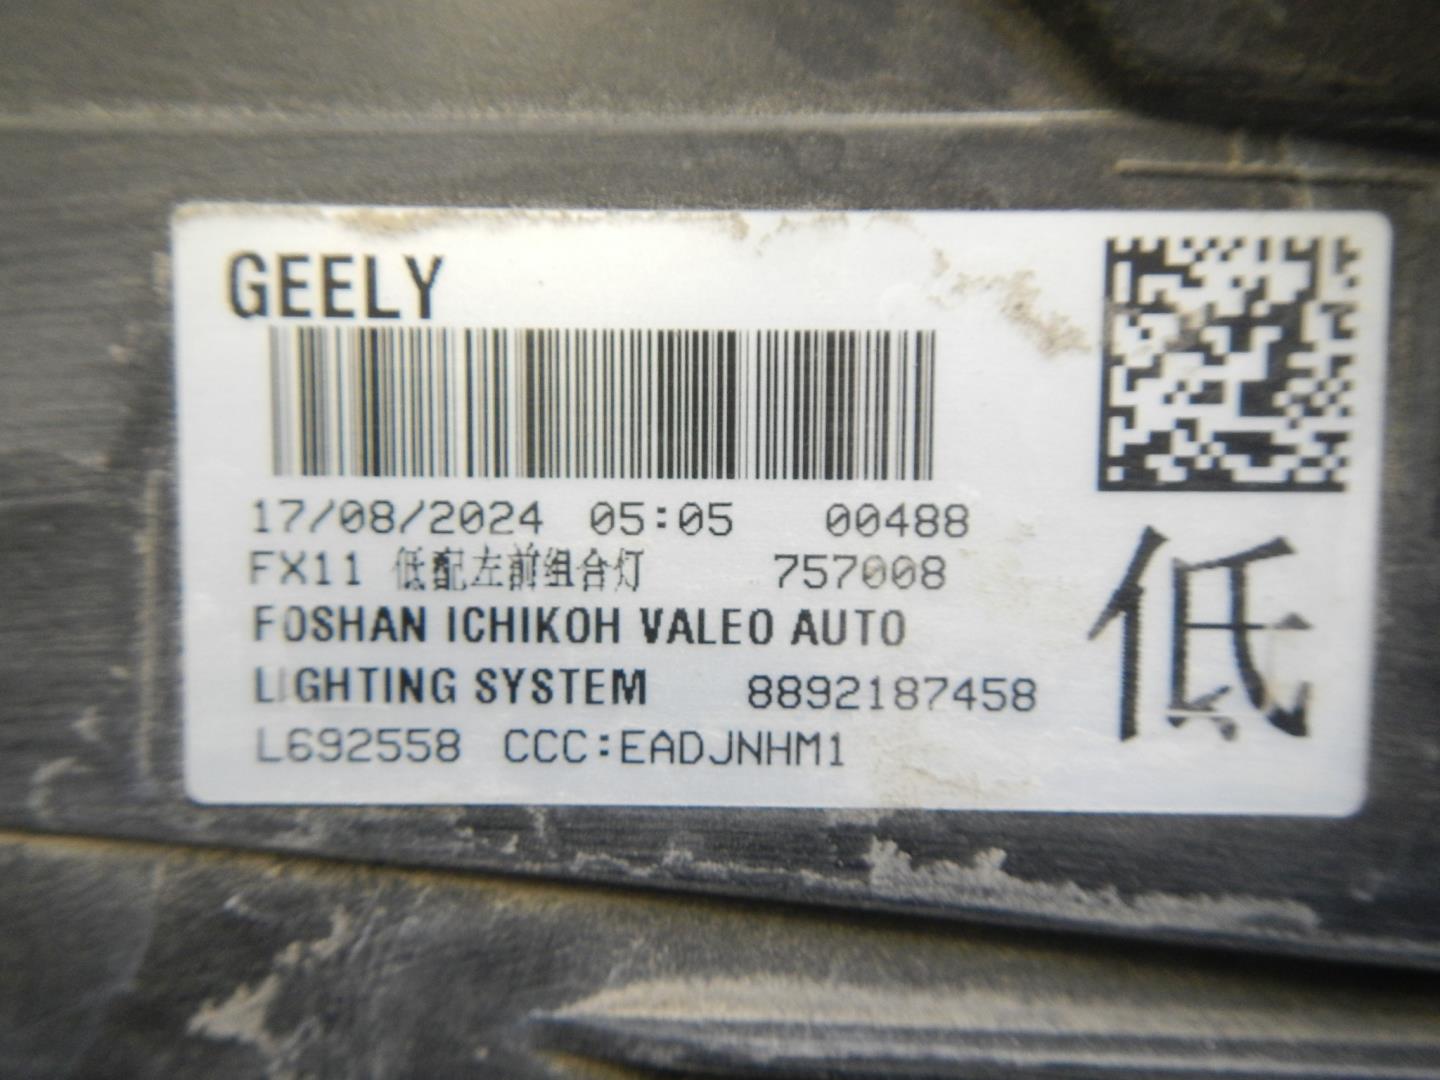 GEELY
17/08/2024 05:05 00488
FX11 低配左前组合灯 757008
FOSHAN ICHIKOH VALEO AUTO
LIGHTING SYSTEM 8892187458
L692558 CCC:EADJNHM1
低